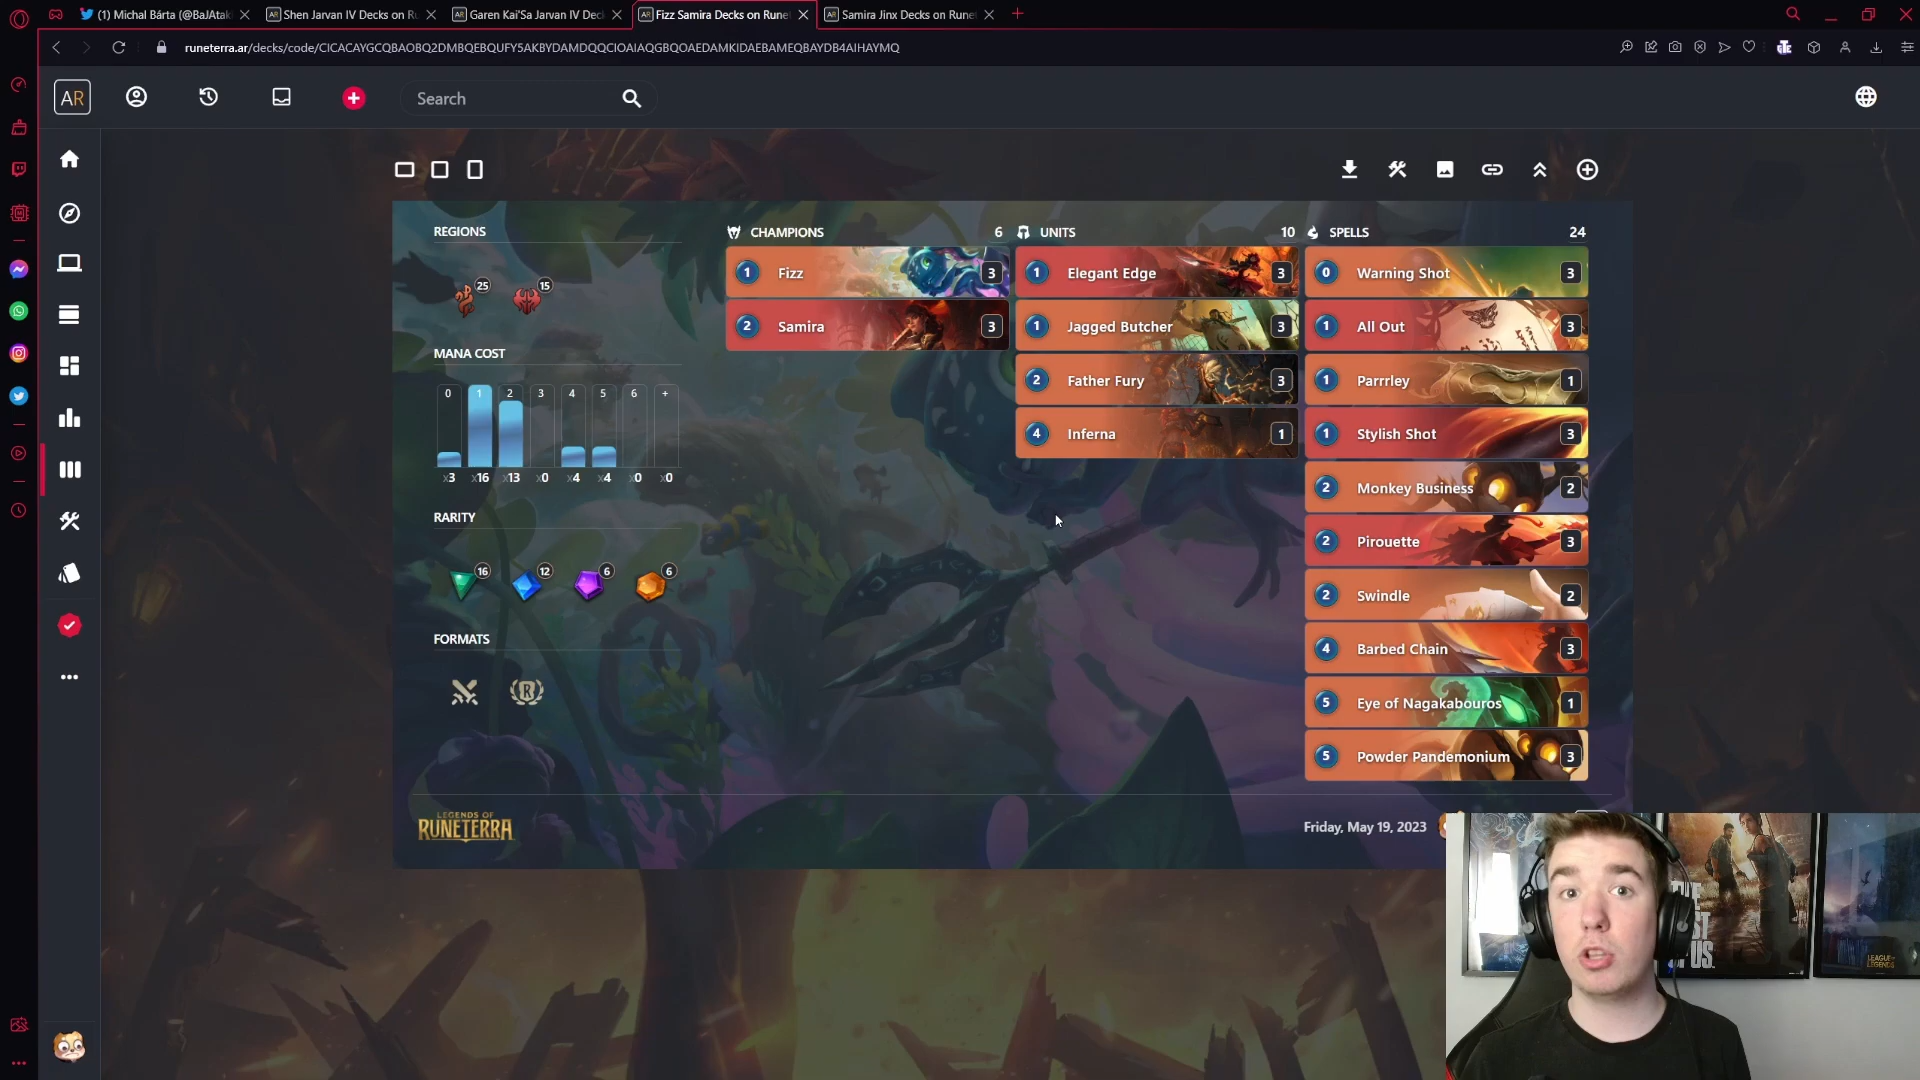 (1) Michal Bárta (@BaJAtak
Shen Jarvan IV Decks on Ru
Garen Kai'Sa Jarvan IV Deck
Fizz Samira Decks on Runet
Samira Jinx Decks on Runet
runeterra.ar/decks/code/CICACAYGCQBAOBQ2DMBQEBQUFY5AKBYDAMDQQCIOAIAQGBQOAEDAMKIDAEBAMEQBAYDB4AIHAYMQ
AR
Search
REGIONS
25 15
MANA COST
0 1 2 3 4 5 6 +
x3 x16 x13 x0 x4 x4 x0 x0
RARITY
16 12 6 6
FORMATS
R
CHAMPIONS 6
1 Fizz 3
2 Samira 3
UNITS 10
1 Elegant Edge 3
1 Jagged Butcher 3
2 Father Fury 3
4 Inferna 1
SPELLS 24
0 Warning Shot 3
1 All Out 3
1 Parrrley 1
1 Stylish Shot 3
2 Monkey Business 2
2 Pirouette 3
2 Swindle 2
4 Barbed Chain 3
5 Eye of Nagakabouros 1
5 Powder Pandemonium 3
LEGENDS OF
RUNETERRA
Friday, May 19, 2023
LEAGUE of
LEGENDS